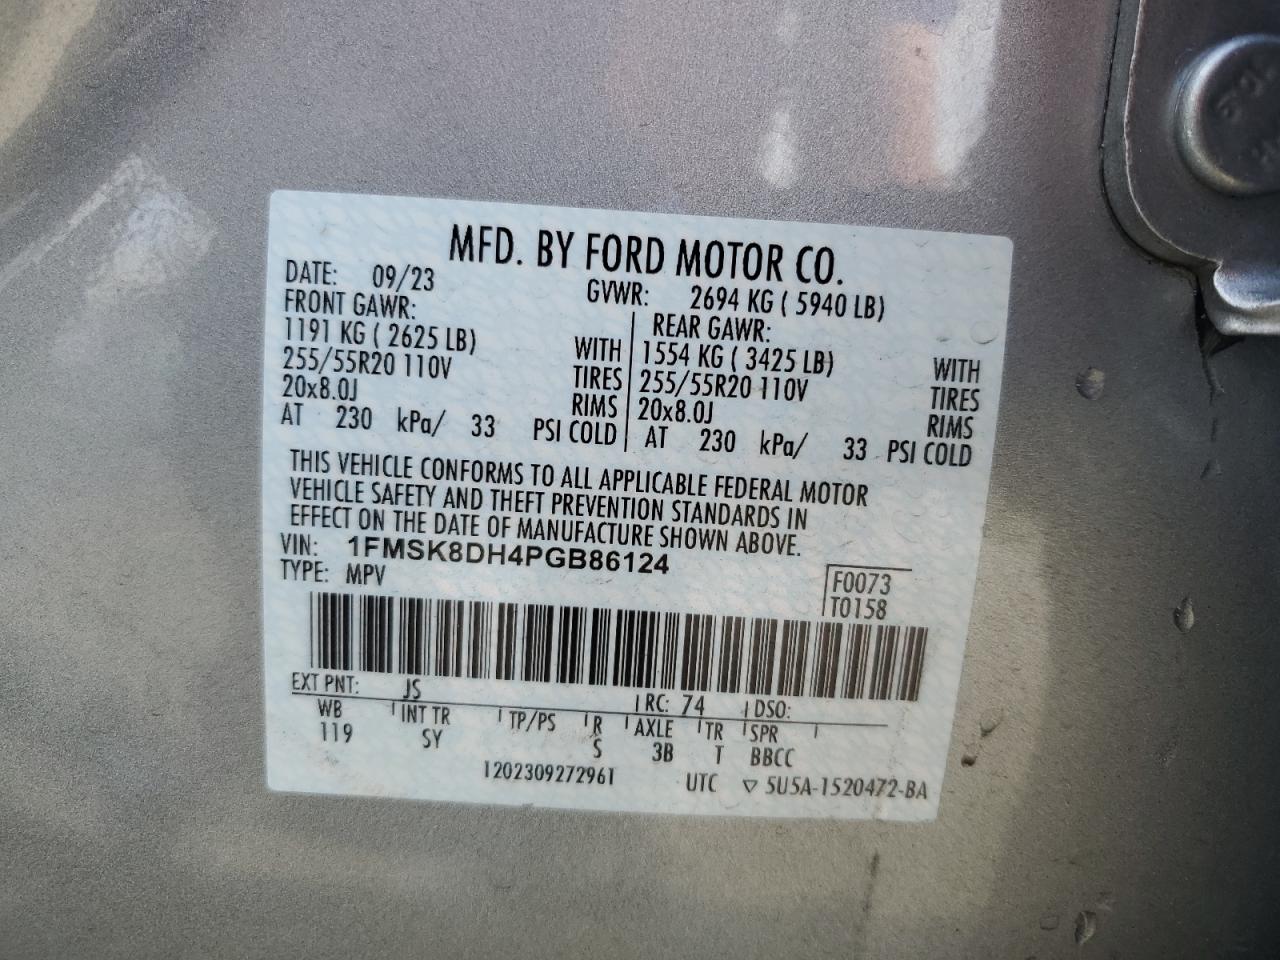 MFD. BY FORD MOTOR CO.
DATE: 09/23 GVWR: 2694 KG ( 5940 LB)
FRONT GAWR: REAR GAWR:
1191 KG ( 2625 LB) WITH 1554 KG ( 3425 LB) WITH
255/55R20 110V TIRES 255/55R20 110V TIRES
20x8.0J RIMS 20x8.0J RIMS
AT 230 kPa/ 33 PSI COLD AT 230 kPa/ 33 PSI COLD
THIS VEHICLE CONFORMS TO ALL APPLICABLE FEDERAL MOTOR
VEHICLE SAFETY AND THEFT PREVENTION STANDARDS IN
EFFECT ON THE DATE OF MANUFACTURE SHOWN ABOVE.
VIN: 1FMSK8DH4PGB86124
TYPE: MPV
F0073
T0158
EXT PNT: JS RC: 74 DSO:
WB INT TR TP/PS R AXLE TR SPR
119 SY S 3B T BBCC
1202309272961 UTC ▽ 5U5A-1520472-BA